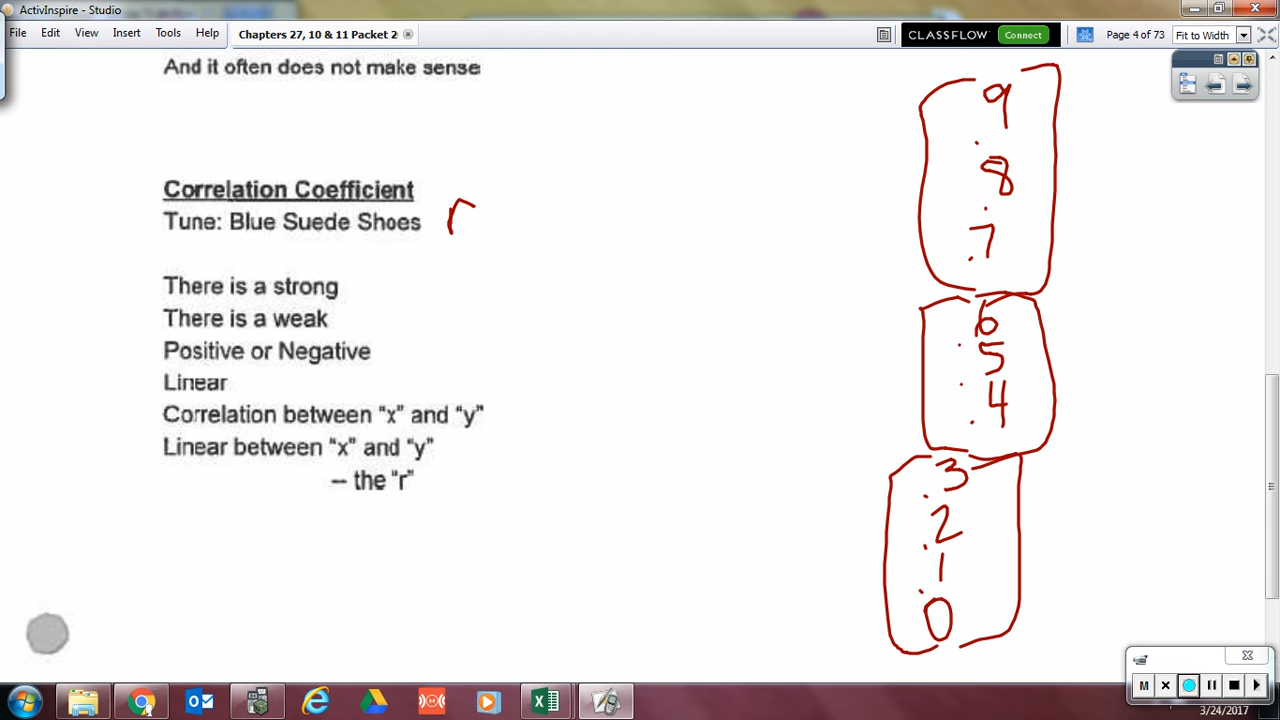 ActivInspire - Studio
File Edit View Insert Tools Help Chapters 27, 10 & 11 Packet 2 CLASSFLOW Connect Page 4 of 73 Fit to Width
And it often does not make sense
Correlation Coefficient
Tune: Blue Suede Shoes r
There is a strong
There is a weak
Positive or Negative
Linear
Correlation between “x” and “y”
Linear between “x” and “y”
-- the “r”
.9
.8
.7
.6
.5
.4
.3
.2
.1
0
M
3/24/2017